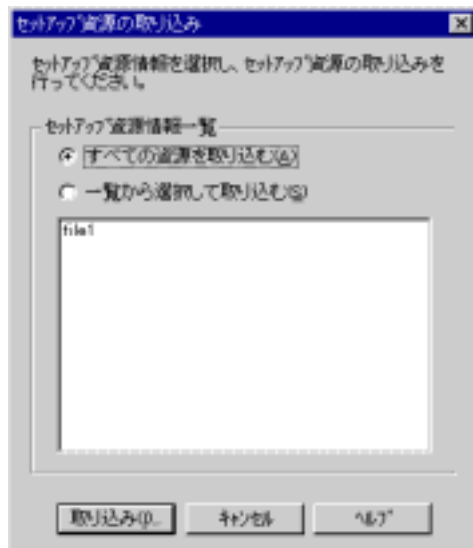 ｾｯﾄｱｯﾌﾟ資源の取り込み
ｾｯﾄｱｯﾌﾟ資源情報を選択し、ｾｯﾄｱｯﾌﾟ資源の取り込みを
行ってください。
ｾｯﾄｱｯﾌﾟ資源情報一覧
すべての資源を取り込む(A)
一覧から選択して取り込む(S)
file1
取り込み(I)...
ｷｬﾝｾﾙ
ﾍﾙﾌﾟ